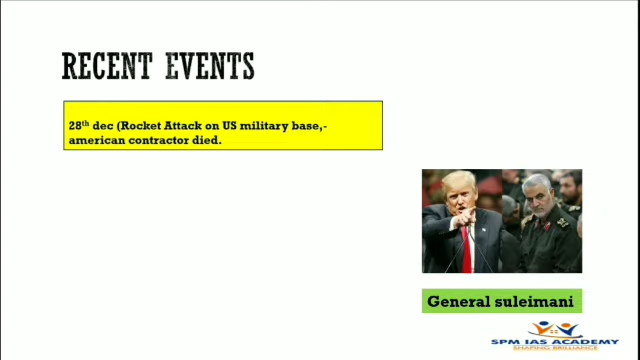 RECENT EVENTS
28th dec (Rocket Attack on US military base,-
american contractor died.
General suleimani
SPM IAS ACADEMY
SHAPING BRILLIANCE